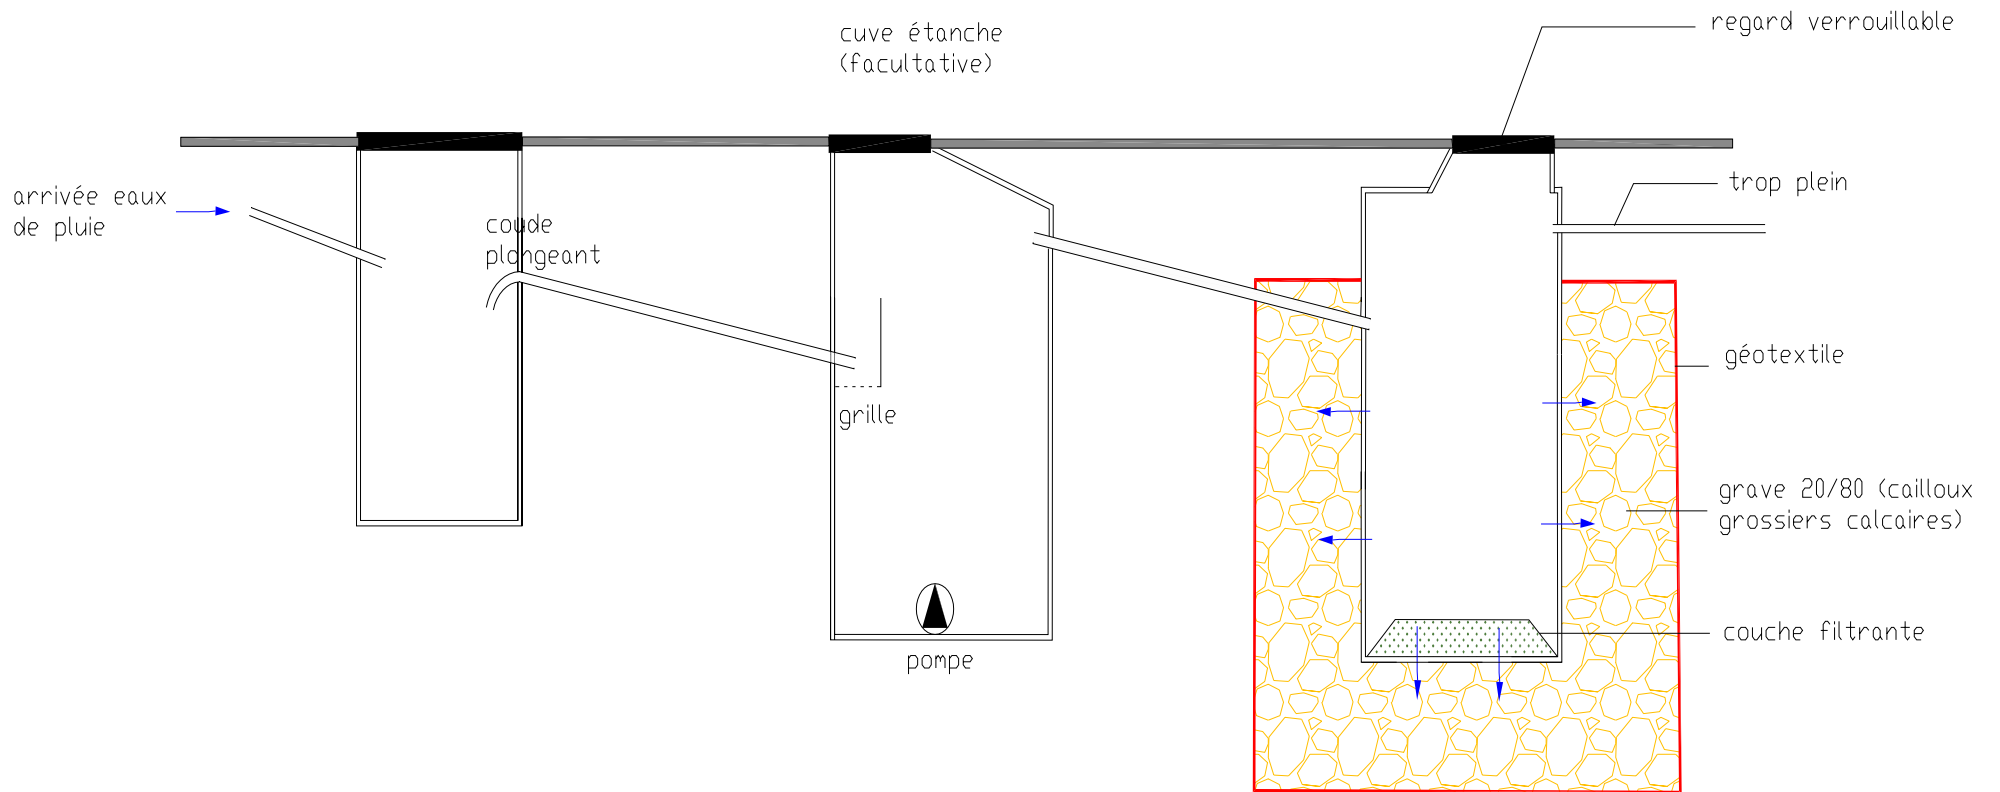 cuve étanche
(facultative)
regard verrouillable
arrivée eaux
de pluie
coude
plongeant
trop plein
géotextile
grille
grave 20/80 (cailloux
grossiers calcaires)
couche filtrante
pompe